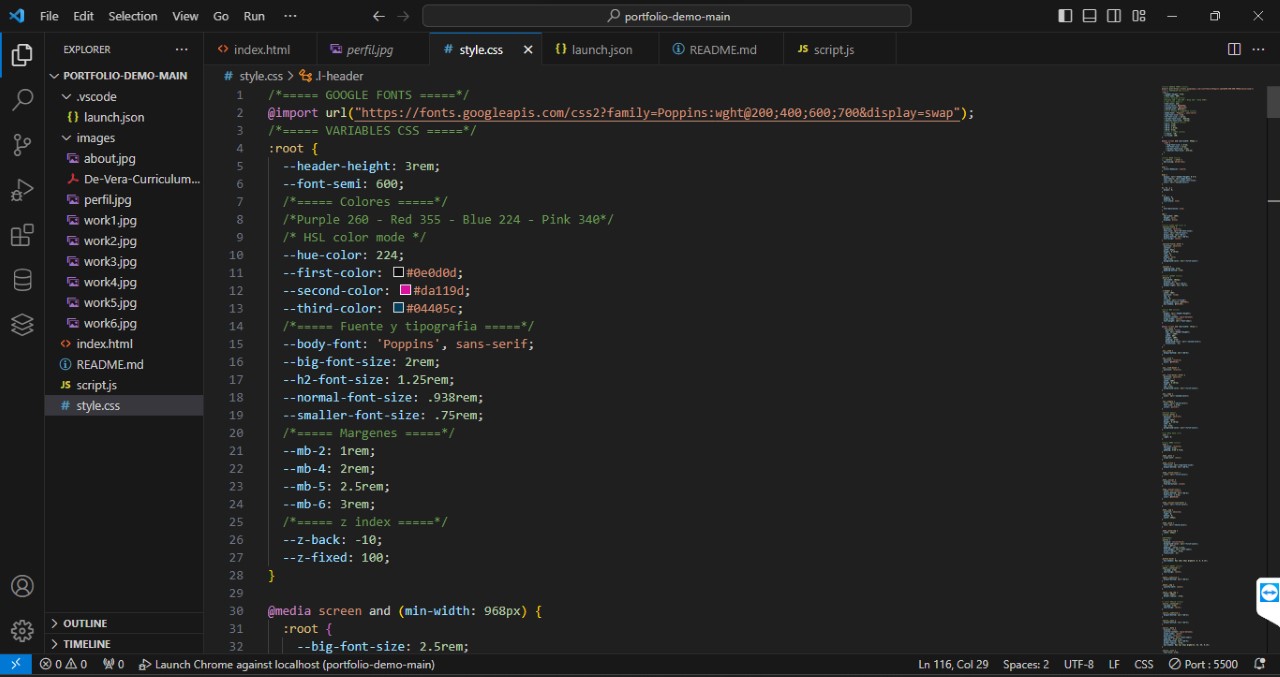 File Edit Selection View Go Run ···
portfolio-demo-main
EXPLORER ···
index.html perfil.jpg # style.css {} launch.json README.md JS script.js ···
PORTFOLIO-DEMO-MAIN
.vscode
{} launch.json
images
about.jpg
De-Vera-Curriculum...
perfil.jpg
work1.jpg
work2.jpg
work3.jpg
work4.jpg
work5.jpg
work6.jpg
<> index.html
README.md
JS script.js
# style.css
OUTLINE
TIMELINE
# style.css > .l-header
1 /*===== GOOGLE FONTS =====*/
2 @import url("https://fonts.googleapis.com/css2?family=Poppins:wght@200;400;600;700&display=swap");
3 /*===== VARIABLES CSS =====*/
4 :root {
5 --header-height: 3rem;
6 --font-semi: 600;
7 /*===== Colores =====*/
8 /*Purple 260 - Red 355 - Blue 224 - Pink 340*/
9 /* HSL color mode */
10 --hue-color: 224;
11 --first-color: #0e0d0d;
12 --second-color: #da119d;
13 --third-color: #04405c;
14 /*===== Fuente y tipografia =====*/
15 --body-font: 'Poppins', sans-serif;
16 --big-font-size: 2rem;
17 --h2-font-size: 1.25rem;
18 --normal-font-size: .938rem;
19 --smaller-font-size: .75rem;
20 /*===== Margenes =====*/
21 --mb-2: 1rem;
22 --mb-4: 2rem;
23 --mb-5: 2.5rem;
24 --mb-6: 3rem;
25 /*===== z index =====*/
26 --z-back: -10;
27 --z-fixed: 100;
28 }
29
30 @media screen and (min-width: 968px) {
31 :root {
32 --big-font-size: 2.5rem;
0 0 0 Launch Chrome against localhost (portfolio-demo-main) Ln 116, Col 29 Spaces: 2 UTF-8 LF CSS Port : 5500